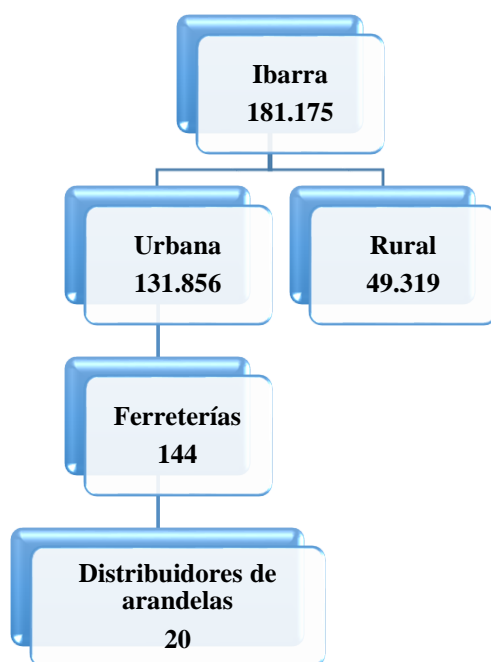 Ibarra
181.175
Urbana
131.856
Rural
49.319
Ferreterías
144
Distribuidores de
arandelas
20